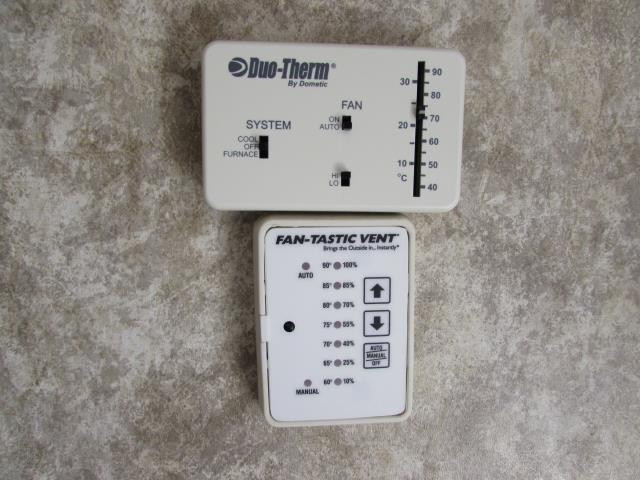 Duo-Therm®
By Dometic
FAN
ON
AUTO
SYSTEM
COOL
OFF
FURNACE
HI
LO
90
30
80
70
20
60
50
10
°C
40
FAN-TASTIC VENT
Brings the Outside in... Instantly
90° 100%
AUTO
85° 85%
80° 70%
75° 55%
70° 40%
65° 25%
60° 10%
MANUAL
AUTO
MANUAL
OFF